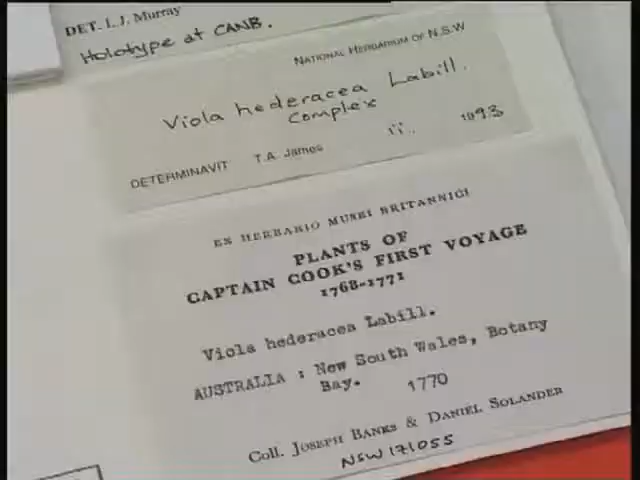 DET. L.J. Murray
Holotype at CANB.
NATIONAL HERBARIUM OF N.S.W
Viola hederacea Labill.
Complex
DETERMINAVIT T.A. James ii. 1993
EX HERBARIO MUSEI BRITANNICI
PLANTS OF
CAPTAIN COOK'S FIRST VOYAGE
1768-1771
Viola hederacea Labill.
AUSTRALIA : New South Wales, Botany
Bay. 1770
Coll. JOSEPH BANKS & DANIEL SOLANDER
NSW 171055